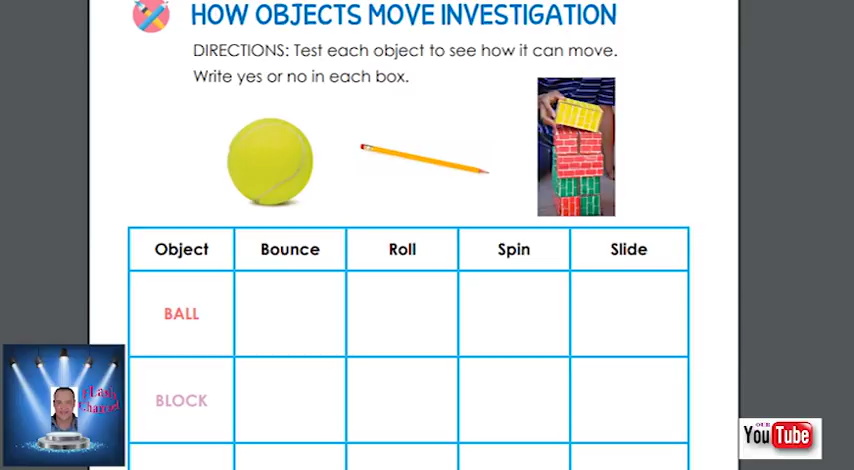 HOW OBJECTS MOVE INVESTIGATION
DIRECTIONS: Test each object to see how it can move.
Write yes or no in each box.
Object Bounce Roll Spin Slide
BALL
BLOCK
OUR
YouTube